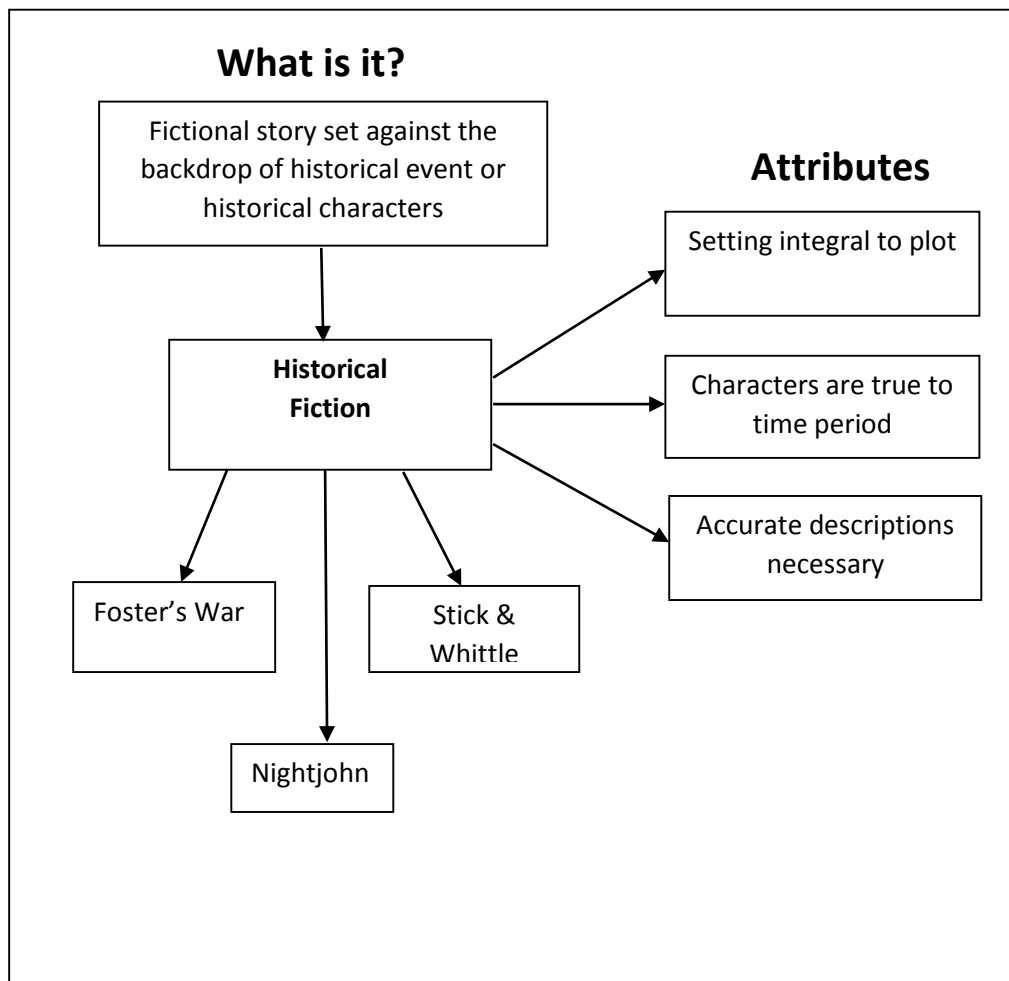 What is it?
Fictional story set against the
backdrop of historical event or
historical characters
Attributes
Setting integral to plot
Historical
Fiction
Characters are true to
time period
Accurate descriptions
necessary
Foster’s War
Stick &
Whittle
Nightjohn